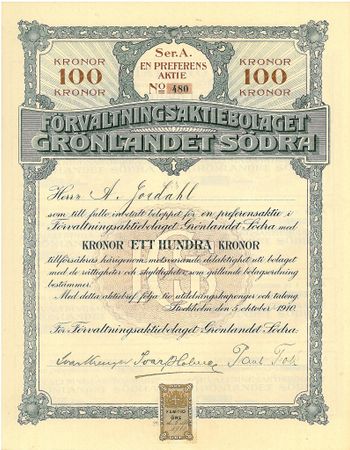 Ser. A.
KRONOR EN PREFERENS KRONOR
100 AKTIE 100
KRONOR No 480 KRONOR
FÖRVALTNINGSAKTIEBOLAGET
GRÖNLANDET SÖDRA
Herr A. Jordahl
som till fullo inbetalt beloppet för en preferensaktie i
Förvaltningsaktiebolaget Grönlandet Södra med
KRONOR ETT HUNDRA KRONOR
tillförsäkras härigenom motsvarande delaktighet uti bolaget
med de rättigheter och skyldigheter, som gällande bolagsordning
bestämmer.
Med detta aktiebrev följa tio utdelningskuponger och talong.
Stockholm den 5 oktober 1910.
För Förvaltningsaktiebolaget Grönlandet Södra:
FEMTIO
ÖRE